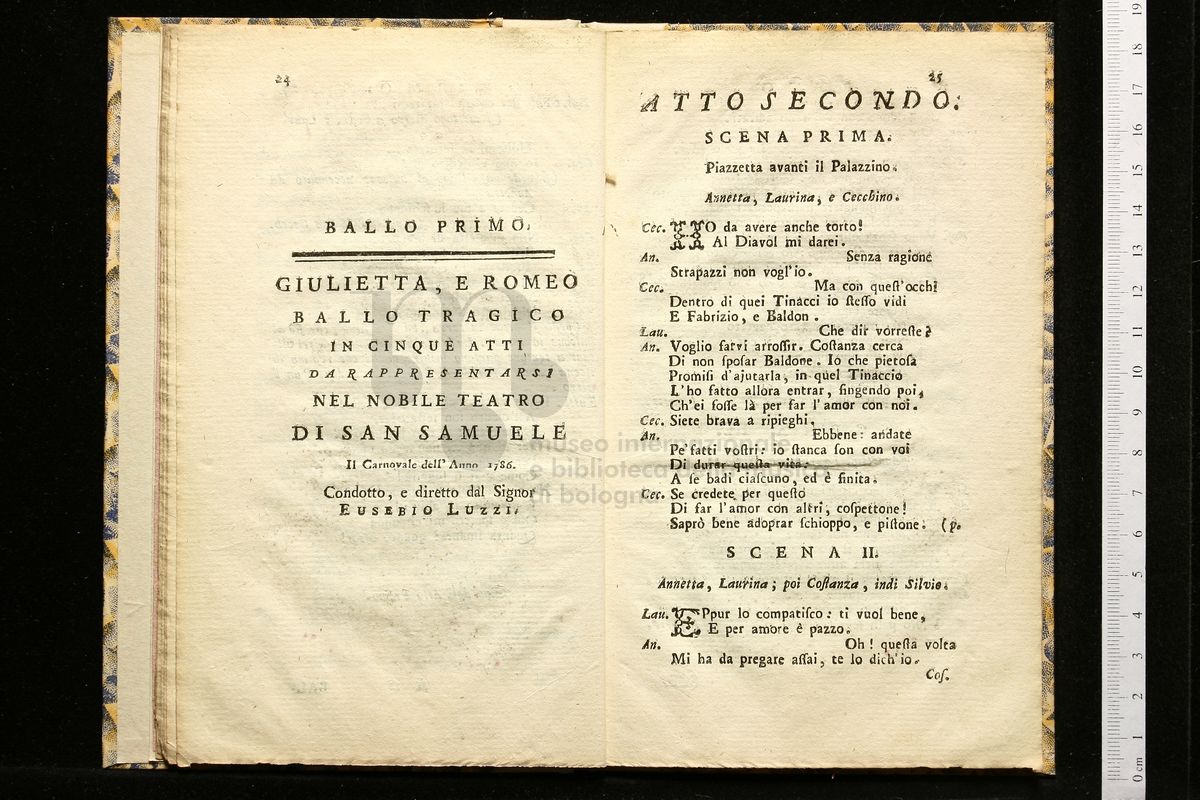 24
BALLO PRIMO.
GIULIETTA, E ROMEO
BALLO TRAGICO
IN CINQUE ATTI
DA RAPPRESENTARSI
NEL NOBILE TEATRO
DI SAN SAMUELE
Il Carnovale dell' Anno 1786.
Condotto, e diretto dal Signor
EUSEBIO LUZZI.
25
ATTO SECONDO.
SCENA PRIMA.
Piazzetta avanti il Palazzino.
Annetta, Laurina, e Cecchino.
Cec. HO da avere anche torto!
Al Diavol mi darei.
An. Senza ragione
Strapazzi non vogl'io.
Cec. Ma con queſt'occhi
Dentro di quei Tinacci io ſteſſo vidi
E Fabrizio, e Baldon.
Lau. Che dir vorreſte?
An. Voglio farvi arroſſir. Coſtanza cerca
Di non ſpoſar Baldone. Io che pietoſa
Promiſi d'ajutarla, in quel Tinaccio
L'ho fatto allora entrar, fingendo poi,
Ch'ei foſſe là per far l'amor con noi.
Cec. Siete brava a ripieghi.
An. Ebbene: andate
Pe' fatti voſtri: io ſtanca ſon con voi
Di durar queſta vita:
A ſe badi ciaſcuno, ed è finita.
Cec. Se credete per queſto
Di far l'amor con altri, coſpettone!
Saprò bene adoprar ſchioppo, e piſtone. (p.
SCENA II.
Annetta, Laurina; poi Coſtanza, indi Silvio.
Lau. EPpur lo compatiſco: ti vuol bene,
E per amore è pazzo.
An. Oh! queſta volta
Mi ha da pregare aſſai, te lo dich'io.
Coſ.
museo internazionale
e biblioteca della musica
di bologna
0 cm 1 2 3 4 5 6 7 8 9 10 11 12 13 14 15 16 17 18 19